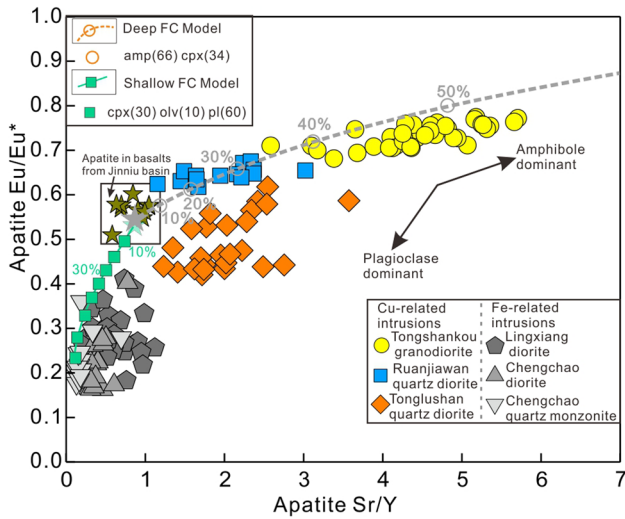 Deep FC Model
amp(66) cpx(34)
Shallow FC Model
cpx(30) olv(10) pl(60)
Apatite in basalts
from Jinniu basin
10%
20%
30%
40%
50%
10%
30%
Amphibole
dominant
Plagioclase
dominant
Cu-related
intrusions
Tongshankou
granodiorite
Ruanjiawan
quartz diorite
Tonglushan
quartz diorite
Fe-related
intrusions
Lingxiang
diorite
Chengchao
diorite
Chengchao
quartz monzonite
1.0
0.9
0.8
0.7
0.6
0.5
0.4
0.3
0.2
0.1
0.0
Apatite Eu/Eu*
0
1
2
3
4
5
6
7
Apatite Sr/Y